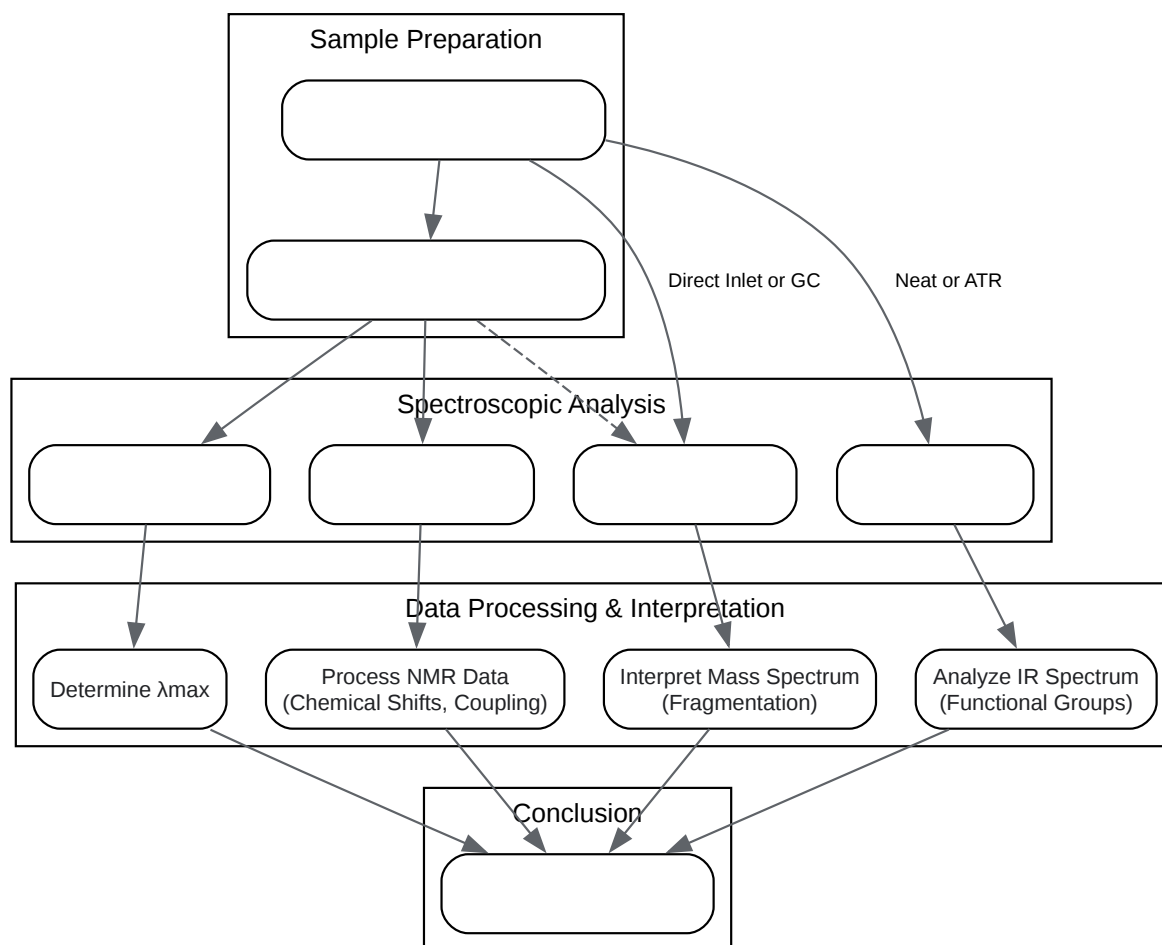 Sample Preparation
Direct Inlet or GC
Neat or ATR
Spectroscopic Analysis
Data Processing & Interpretation
Determine λmax
Process NMR Data
(Chemical Shifts, Coupling)
Interpret Mass Spectrum
(Fragmentation)
Analyze IR Spectrum
(Functional Groups)
Conclusion